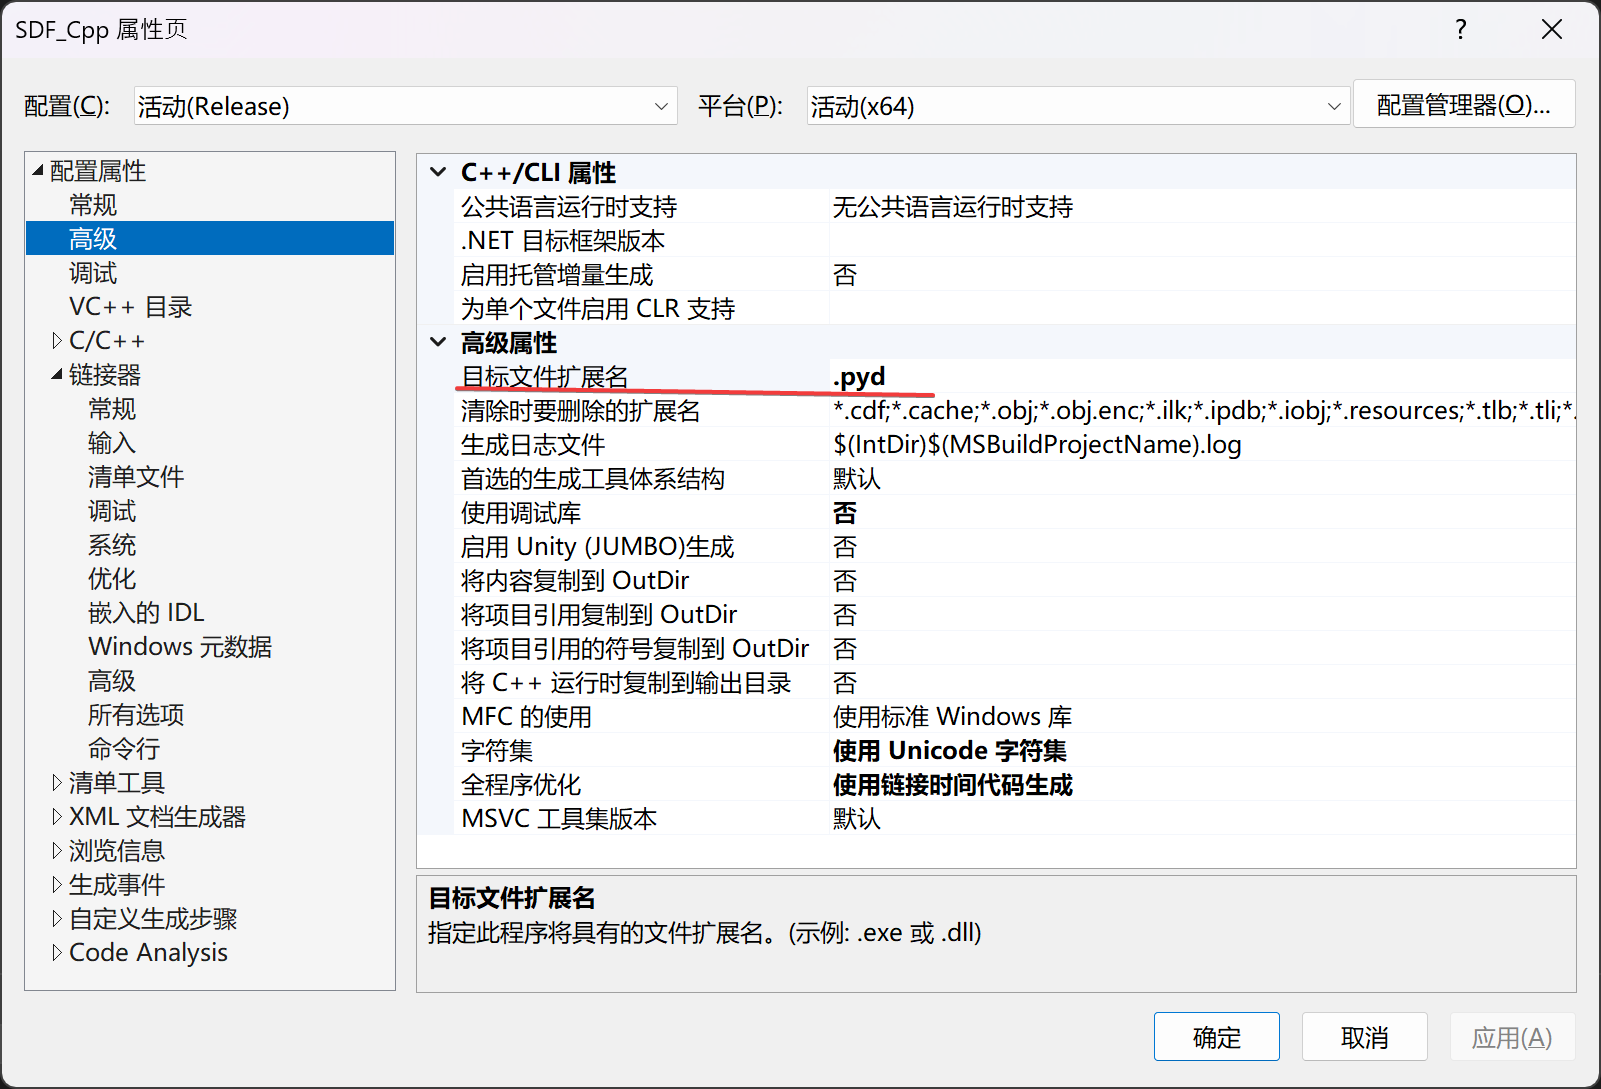 SDF_Cpp 属性页
?
配置(C):
活动(Release)
平台(P):
活动(x64)
配置管理器(O)...
配置属性
常规
高级
调试
VC++ 目录
C/C++
链接器
常规
输入
清单文件
调试
系统
优化
嵌入的 IDL
Windows 元数据
高级
所有选项
命令行
清单工具
XML 文档生成器
浏览信息
生成事件
自定义生成步骤
Code Analysis
C++/CLI 属性
公共语言运行时支持 无公共语言运行时支持
.NET 目标框架版本
启用托管增量生成 否
为单个文件启用 CLR 支持
高级属性
目标文件扩展名 .pyd
清除时要删除的扩展名 *.cdf;*.cache;*.obj;*.obj.enc;*.ilk;*.ipdb;*.iobj;*.resources;*.tlb;*.tli;*.
生成日志文件 $(IntDir)$(MSBuildProjectName).log
首选的生成工具体系结构 默认
使用调试库 否
启用 Unity (JUMBO)生成 否
将内容复制到 OutDir 否
将项目引用复制到 OutDir 否
将项目引用的符号复制到 OutDir 否
将 C++ 运行时复制到输出目录 否
MFC 的使用 使用标准 Windows 库
字符集 使用 Unicode 字符集
全程序优化 使用链接时间代码生成
MSVC 工具集版本 默认
目标文件扩展名
指定此程序将具有的文件扩展名。(示例: .exe 或 .dll)
确定
取消
应用(A)